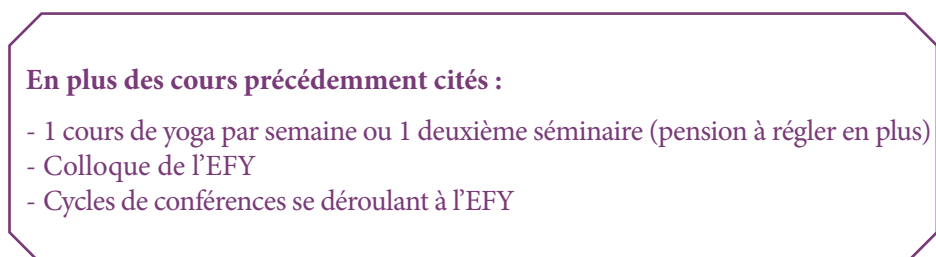 En plus des cours précédemment cités :
- 1 cours de yoga par semaine ou 1 deuxième séminaire (pension à régler en plus)
- Colloque de l’EFY
- Cycles de conférences se déroulant à l’EFY